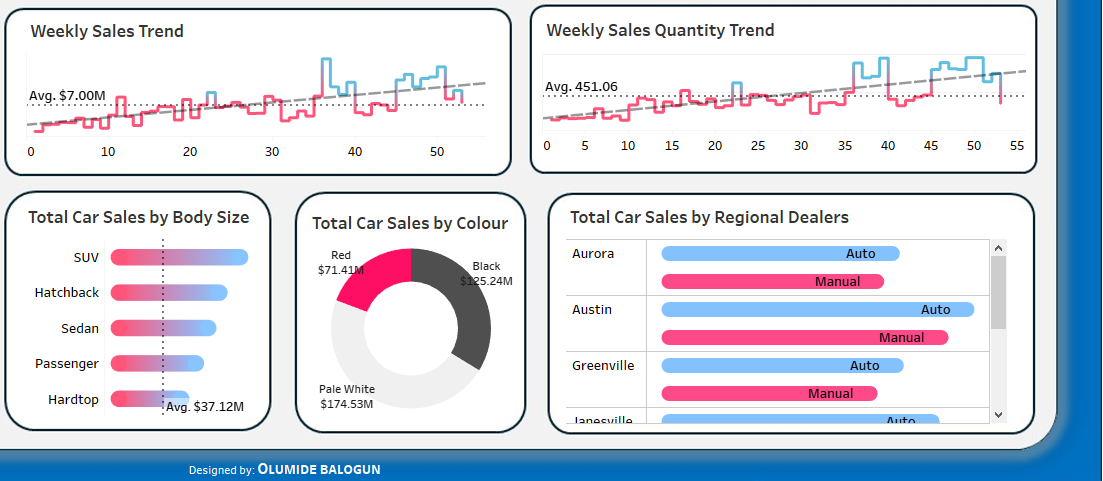 Weekly Sales Trend
Avg. $7.00M
0 10 20 30 40 50
Weekly Sales Quantity Trend
Avg. 451.06
0 5 10 15 20 25 30 35 40 45 50 55
Total Car Sales by Body Size
SUV
Hatchback
Sedan
Passenger
Hardtop
Avg. $37.12M
Total Car Sales by Colour
Red
$71.41M
Black
$125.24M
Pale White
$174.53M
Total Car Sales by Regional Dealers
Aurora
Auto
Manual
Austin
Auto
Manual
Greenville
Auto
Manual
Janesville
Auto
Designed by: OLUMIDE BALOGUN